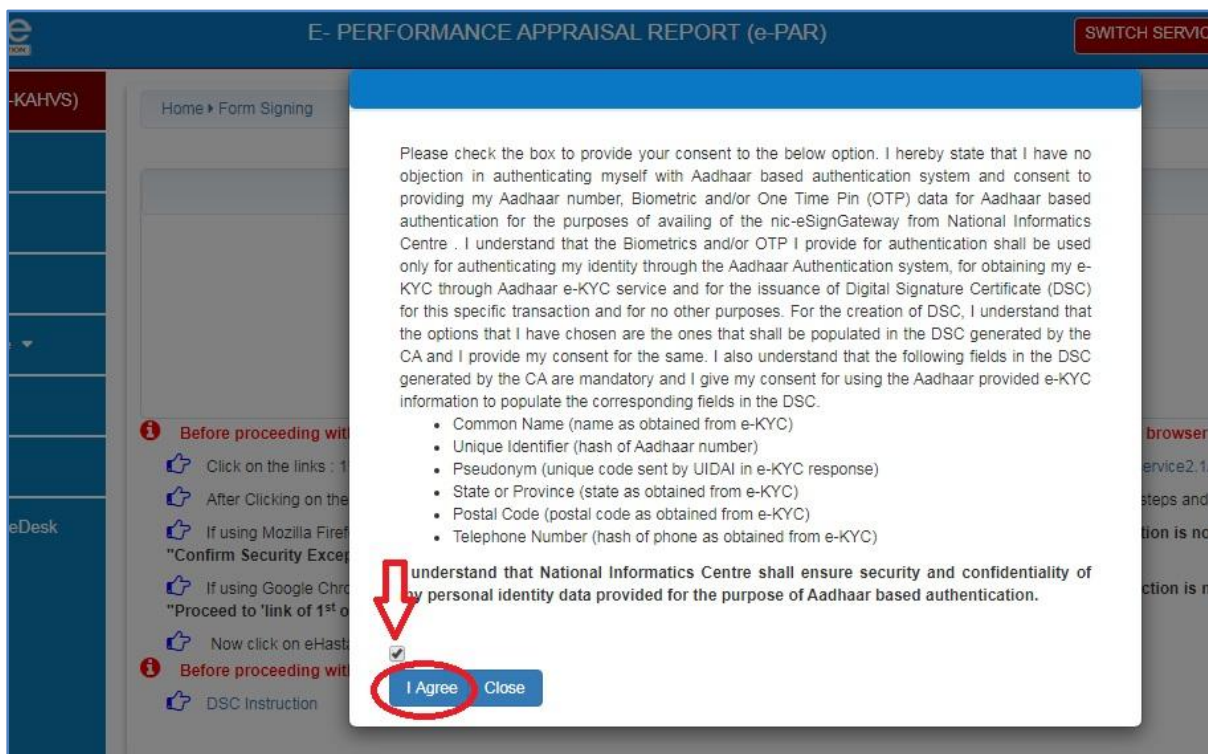 E- PERFORMANCE APPRAISAL REPORT (e-PAR)
SWITCH SERVIC
-KAHVS)
Home ▸ Form Signing
Please check the box to provide your consent to the below option. I hereby state that I have no
objection in authenticating myself with Aadhaar based authentication system and consent to
providing my Aadhaar number, Biometric and/or One Time Pin (OTP) data for Aadhaar based
authentication for the purposes of availing of the nic-eSignGateway from National Informatics
Centre . I understand that the Biometrics and/or OTP I provide for authentication shall be used
only for authenticating my identity through the Aadhaar Authentication system, for obtaining my e-
KYC through Aadhaar e-KYC service and for the issuance of Digital Signature Certificate (DSC)
for this specific transaction and for no other purposes. For the creation of DSC, I understand that
the options that I have chosen are the ones that shall be populated in the DSC generated by the
CA and I provide my consent for the same. I also understand that the following fields in the DSC
generated by the CA are mandatory and I give my consent for using the Aadhaar provided e-KYC
information to populate the corresponding fields in the DSC.
• Common Name (name as obtained from e-KYC)
• Unique Identifier (hash of Aadhaar number)
• Pseudonym (unique code sent by UIDAI in e-KYC response)
• State or Province (state as obtained from e-KYC)
• Postal Code (postal code as obtained from e-KYC)
• Telephone Number (hash of phone as obtained from e-KYC)
understand that National Informatics Centre shall ensure security and confidentiality of
personal identity data provided for the purpose of Aadhaar based authentication.
I Agree
Close
Before proceeding wit
browser
Click on the links : 1
ervice2.1
After Clicking on the
steps and
If using Mozilla Firef
tion is no
"Confirm Security Excep
If using Google Chro
ction is n
"Proceed to 'link of 1st o
Now click on eHasta
Before proceeding wit
DSC Instruction
eDesk